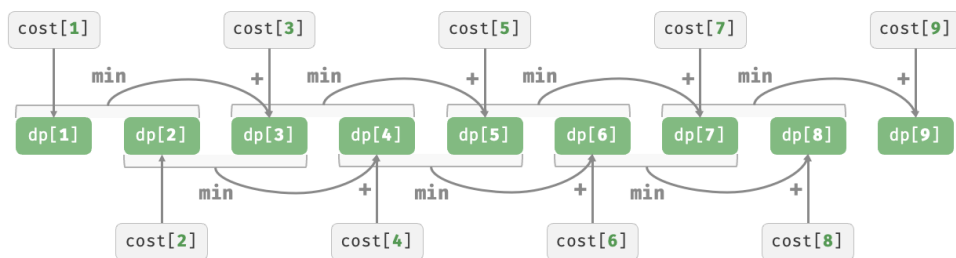 cost[1] cost[3] cost[5] cost[7] cost[9]
min + min + min + min +
dp[1] dp[2] dp[3] dp[4] dp[5] dp[6] dp[7] dp[8] dp[9]
min + min + min +
cost[2] cost[4] cost[6] cost[8]